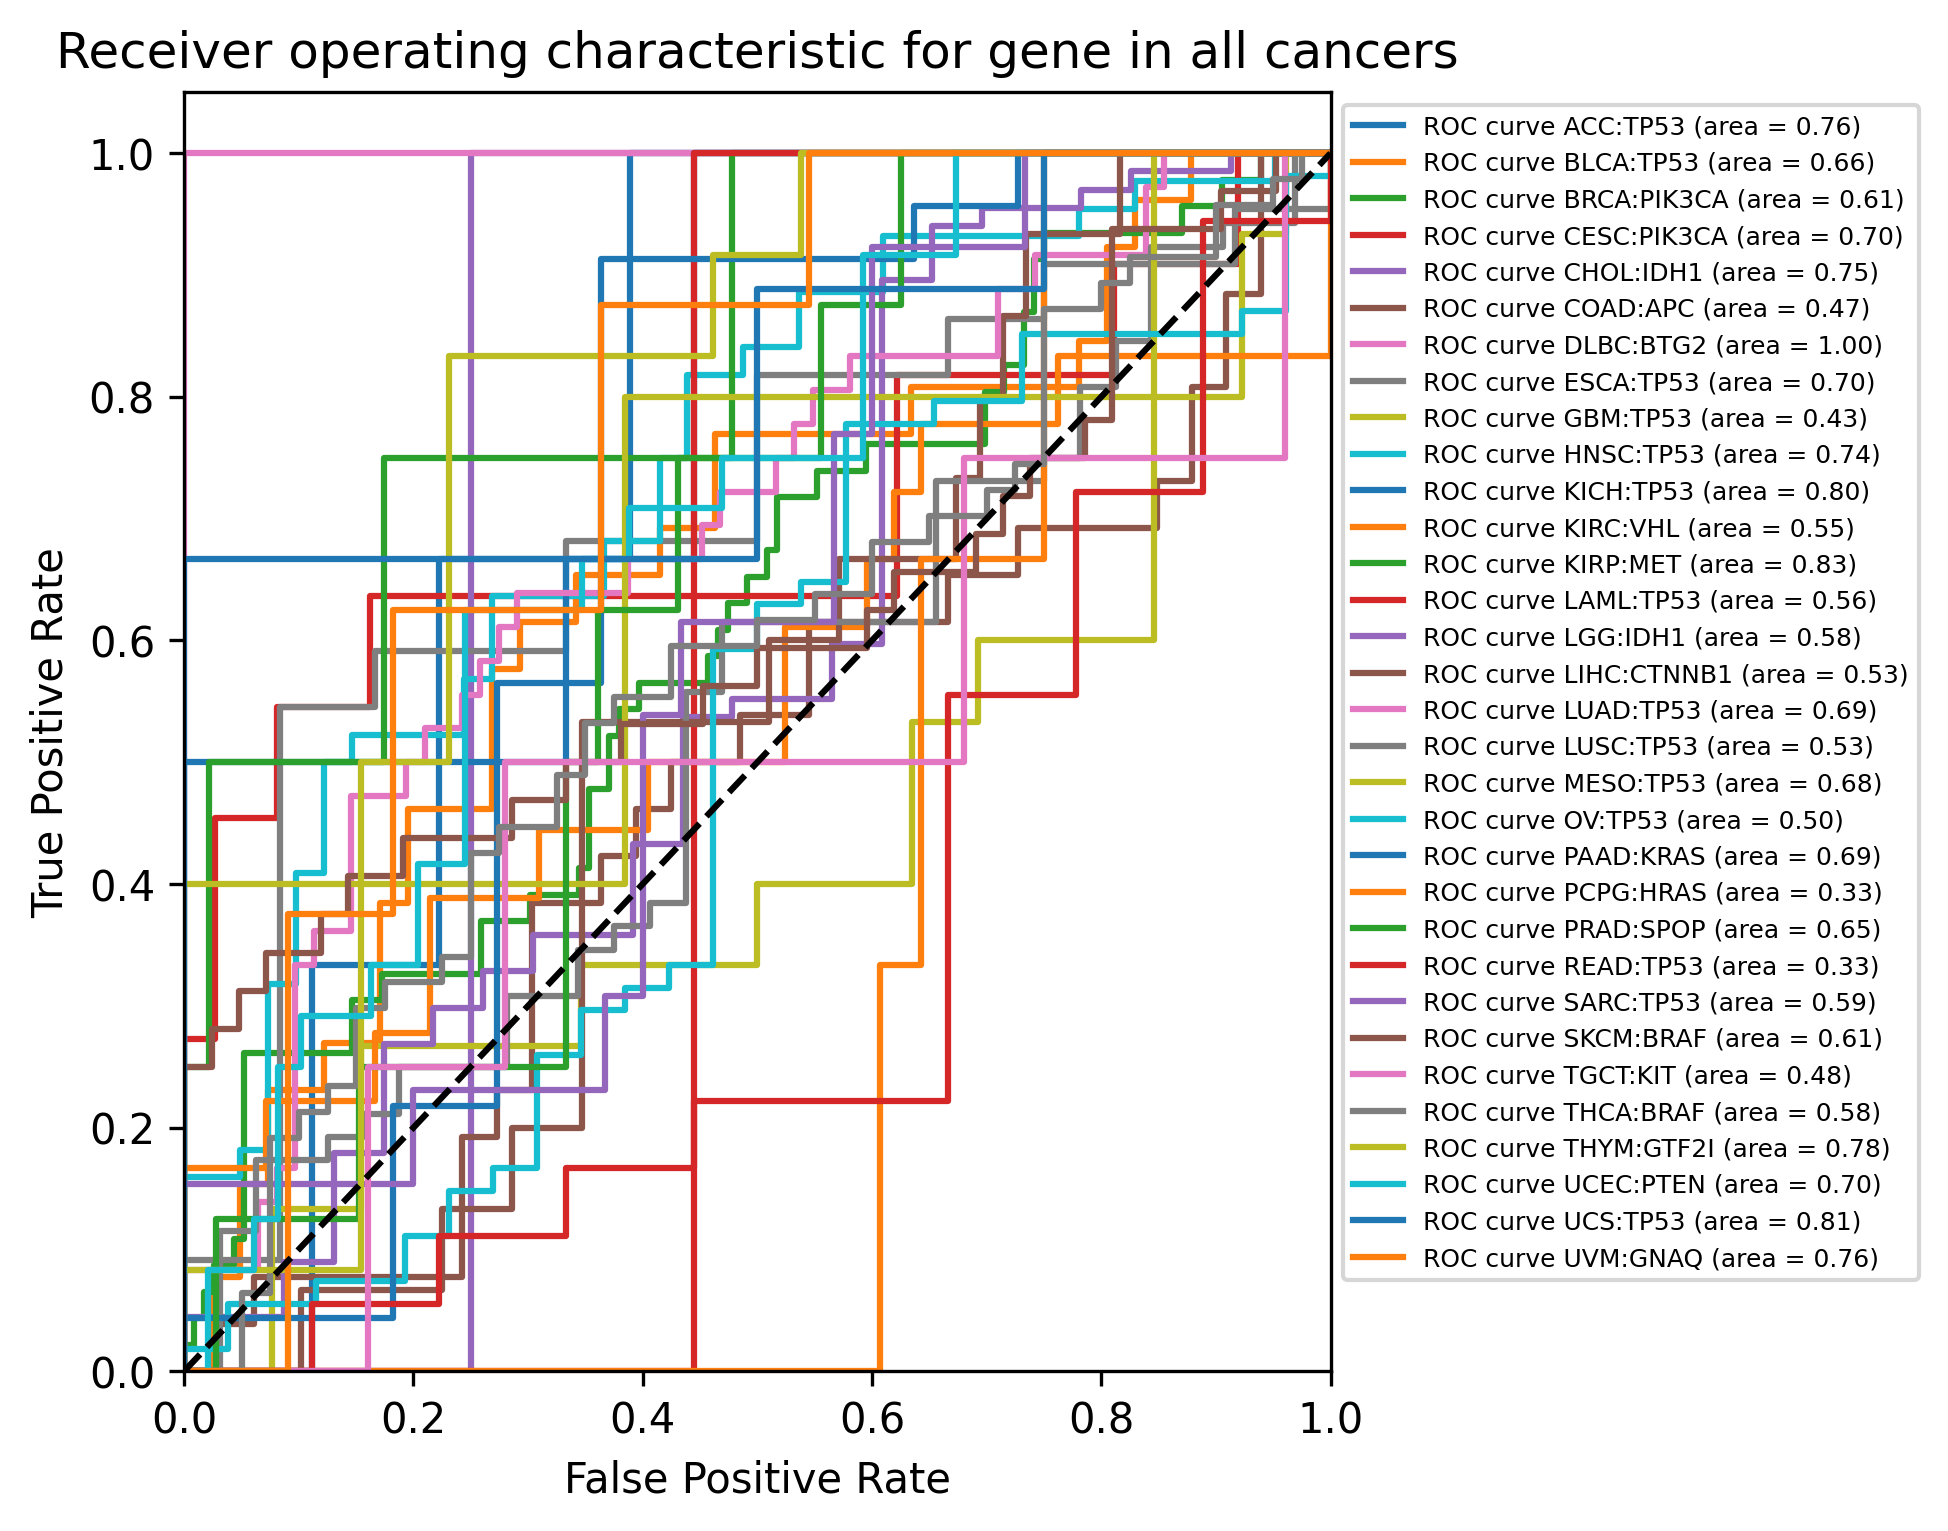 Receiver operating characteristic for gene in all cancers
True Positive Rate
1.0
0.8
0.6
0.4
0.2
0.0
0.0 0.2 0.4 0.6 0.8 1.0
False Positive Rate
ROC curve ACC:TP53 (area = 0.76)
ROC curve BLCA:TP53 (area = 0.66)
ROC curve BRCA:PIK3CA (area = 0.61)
ROC curve CESC:PIK3CA (area = 0.70)
ROC curve CHOL:IDH1 (area = 0.75)
ROC curve COAD:APC (area = 0.47)
ROC curve DLBC:BTG2 (area = 1.00)
ROC curve ESCA:TP53 (area = 0.70)
ROC curve GBM:TP53 (area = 0.43)
ROC curve HNSC:TP53 (area = 0.74)
ROC curve KICH:TP53 (area = 0.80)
ROC curve KIRC:VHL (area = 0.55)
ROC curve KIRP:MET (area = 0.83)
ROC curve LAML:TP53 (area = 0.56)
ROC curve LGG:IDH1 (area = 0.58)
ROC curve LIHC:CTNNB1 (area = 0.53)
ROC curve LUAD:TP53 (area = 0.69)
ROC curve LUSC:TP53 (area = 0.53)
ROC curve MESO:TP53 (area = 0.68)
ROC curve OV:TP53 (area = 0.50)
ROC curve PAAD:KRAS (area = 0.69)
ROC curve PCPG:HRAS (area = 0.33)
ROC curve PRAD:SPOP (area = 0.65)
ROC curve READ:TP53 (area = 0.33)
ROC curve SARC:TP53 (area = 0.59)
ROC curve SKCM:BRAF (area = 0.61)
ROC curve TGCT:KIT (area = 0.48)
ROC curve THCA:BRAF (area = 0.58)
ROC curve THYM:GTF2I (area = 0.78)
ROC curve UCEC:PTEN (area = 0.70)
ROC curve UCS:TP53 (area = 0.81)
ROC curve UVM:GNAQ (area = 0.76)